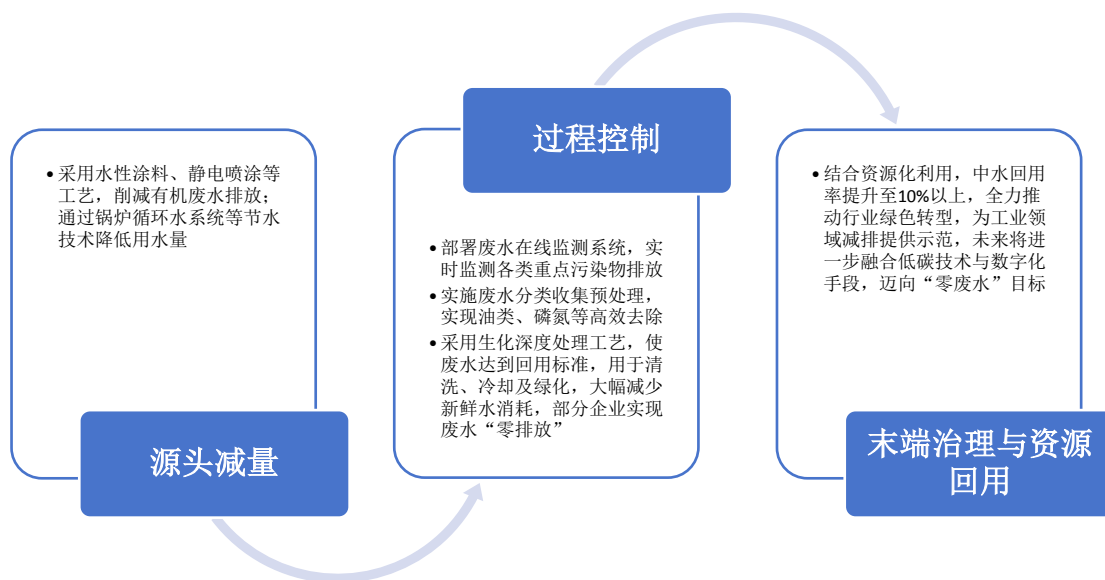 • 采用水性涂料、静电喷涂等
工艺，削减有机废水排放；
通过锅炉循环水系统等节水
技术降低用水量
源头减量
过程控制
• 部署废水在线监测系统，实
时监测各类重点污染物排放
• 实施废水分类收集预处理，
实现油类、磷氮等高效去除
• 采用生化深度处理工艺，使
废水达到回用标准，用于清
洗、冷却及绿化，大幅减少
新鲜水消耗，部分企业实现
废水“零排放”
• 结合资源化利用，中水回用
率提升至10%以上，全力推
动行业绿色转型，为工业领
域减排提供示范，未来将进
一步融合低碳技术与数字化
手段，迈向“零废水”目标
末端治理与资源
回用